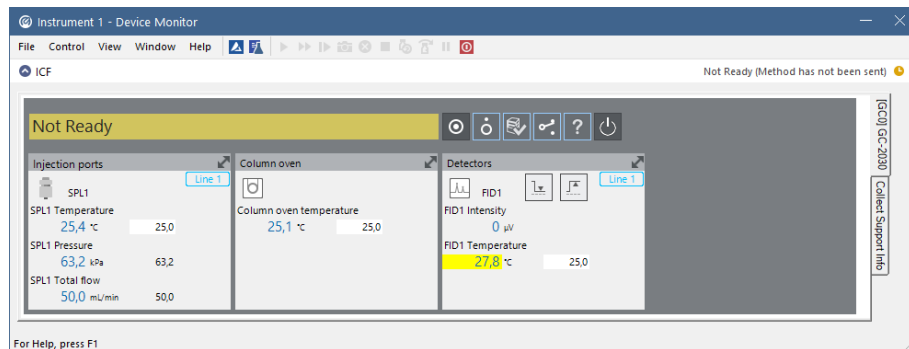 Instrument 1 - Device Monitor
File Control View Window Help
ICF
Not Ready (Method has not been sent)
Not Ready
?
[GC0] GC-2030
Collect Support Info
Injection ports
Line 1
SPL1
SPL1 Temperature
25,4 °C 25,0
SPL1 Pressure
63,2 kPa 63,2
SPL1 Total flow
50,0 mL/min 50,0
Column oven
Column oven temperature
25,1 °C 25,0
Detectors
Line 1
FID1
FID1 Intensity
0 µV
FID1 Temperature
27,8 °C 25,0
For Help, press F1